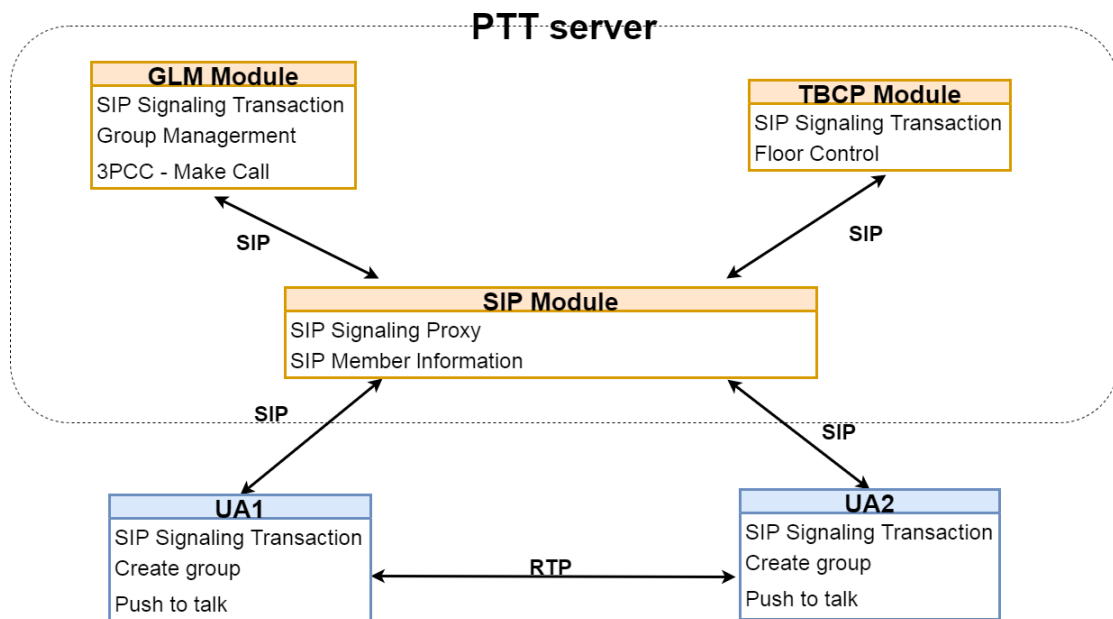 PTT server
GLM Module
SIP Signaling Transaction
Group Managerment
3PCC - Make Call
TBCP Module
SIP Signaling Transaction
Floor Control
SIP
SIP
SIP Module
SIP Signaling Proxy
SIP Member Information
SIP
SIP
UA1
SIP Signaling Transaction
Create group
Push to talk
RTP
UA2
SIP Signaling Transaction
Create group
Push to talk